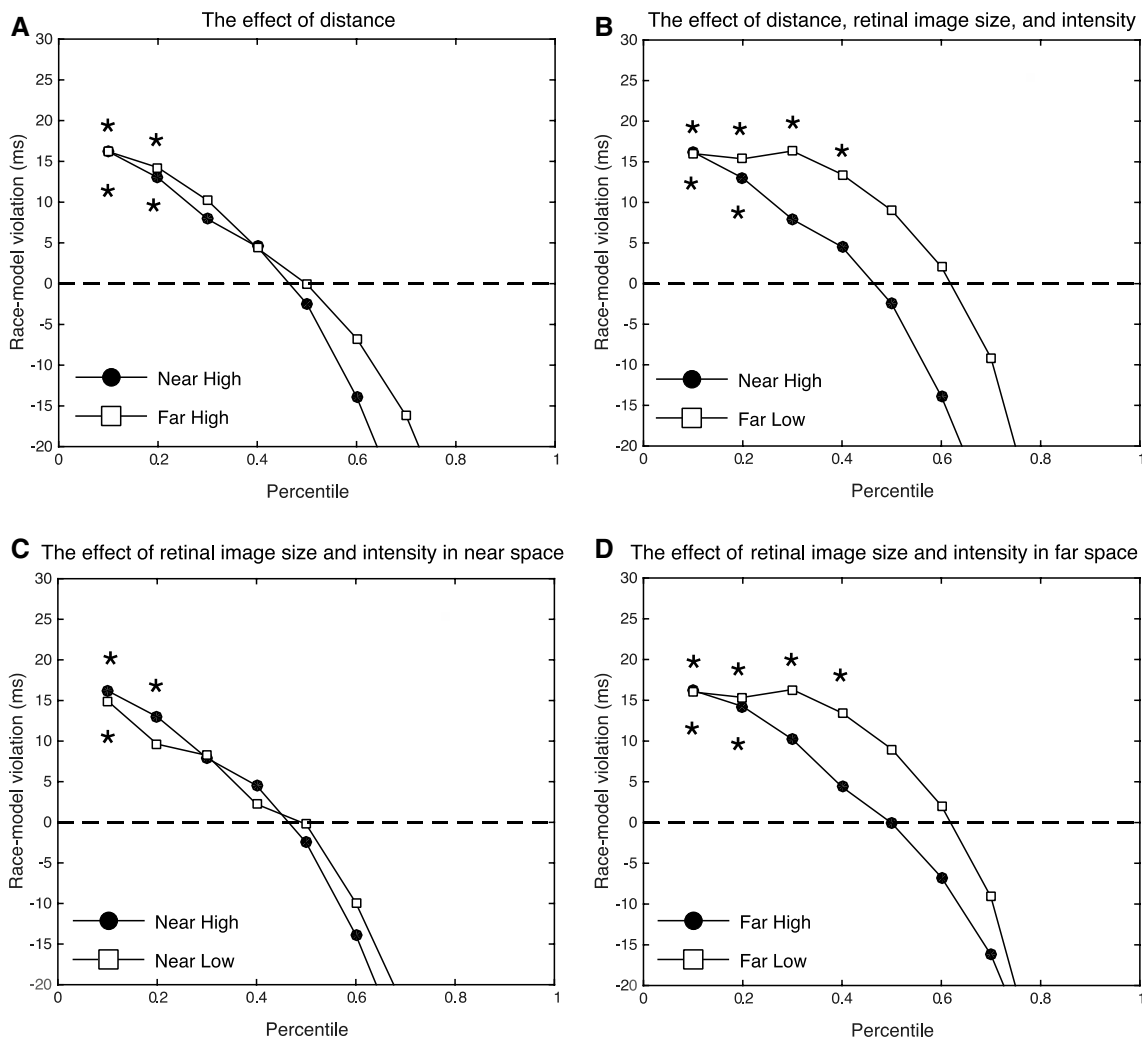 A The effect of distance
30
25
20
15
10
5
0
-5
-10
-15
-20
Race-model violation (ms)
* *
* *
Near High
Far High
0 0.2 0.4 0.6 0.8 1
Percentile
B The effect of distance, retinal image size, and intensity
30
25
20
15
10
5
0
-5
-10
-15
-20
Race-model violation (ms)
* * * *
* *
Near High
Far Low
0 0.2 0.4 0.6 0.8 1
Percentile
C The effect of retinal image size and intensity in near space
30
25
20
15
10
5
0
-5
-10
-15
-20
Race-model violation (ms)
* *
*
Near High
Near Low
0 0.2 0.4 0.6 0.8 1
Percentile
D The effect of retinal image size and intensity in far space
30
25
20
15
10
5
0
-5
-10
-15
-20
Race-model violation (ms)
* * * *
* *
Far High
Far Low
0 0.2 0.4 0.6 0.8 1
Percentile